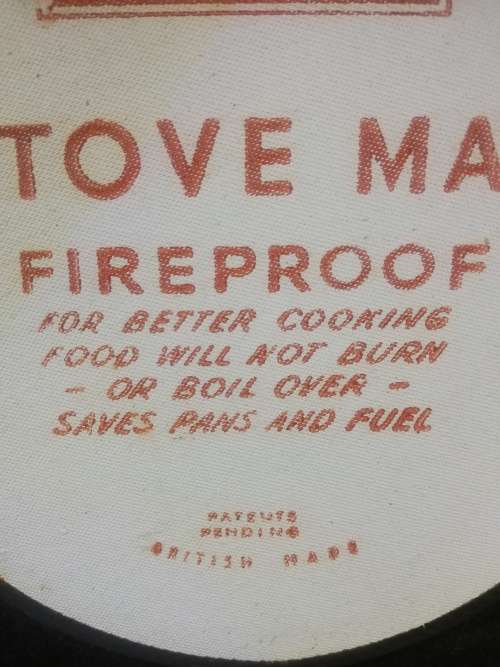 TOVE MA
FIREPROOF
FOR BETTER COOKING
FOOD WILL NOT BURN
- OR BOIL OVER -
SAVES PANS AND FUEL
PATENTS
PENDING
BRITISH MADE